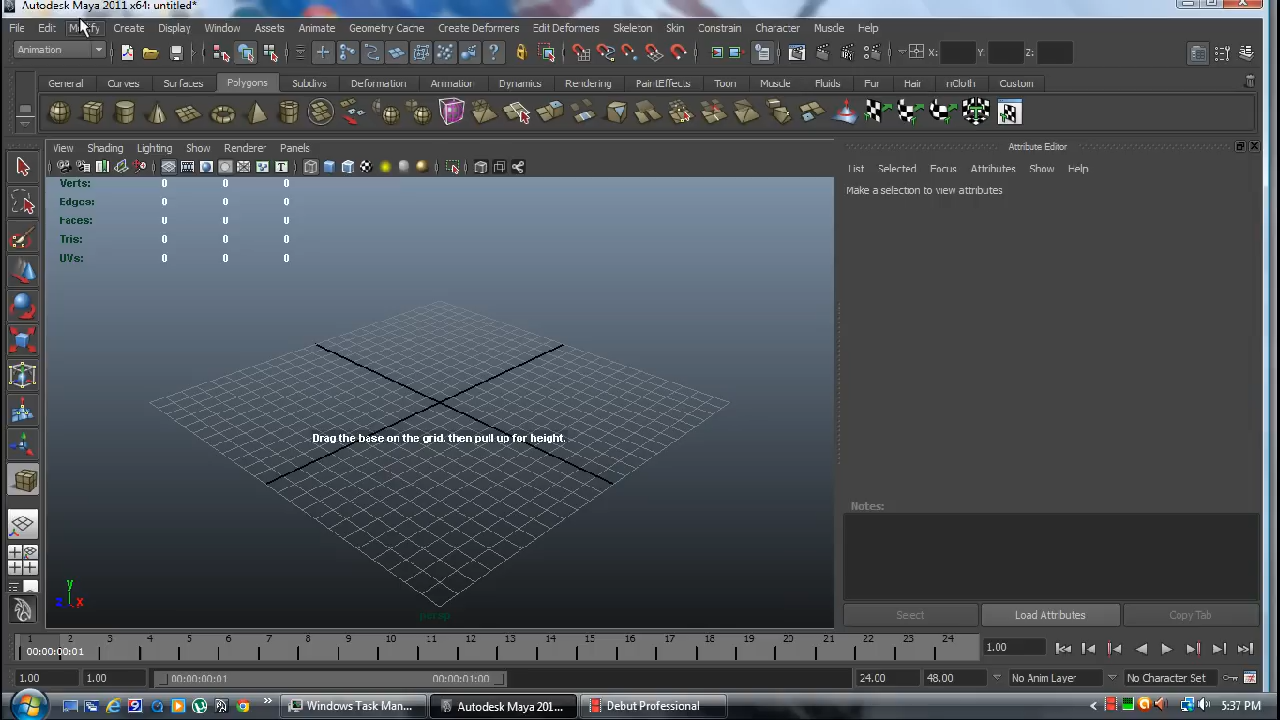 Autodesk Maya 2011 x64: untitled*
File Edit Modify Create Display Window Assets Animate Geometry Cache Create Deformers Edit Deformers Skeleton Skin Constrain Character Muscle Help
Animation X: Y: Z:
General Curves Surfaces Polygons Subdivs Deformation Animation Dynamics Rendering PaintEffects Toon Muscle Fluids Fur Hair nCloth Custom
View Shading Lighting Show Renderer Panels
Attribute Editor
List Selected Focus Attributes Show Help
Make a selection to view attributes
Verts: 0 0 0
Edges: 0 0 0
Faces: 0 0 0
Tris: 0 0 0
UVs: 0 0 0
Drag the base on the grid, then pull up for height.
Notes:
y
z x
persp
Select Load Attributes Copy Tab
1 2 3 4 5 6 7 8 9 10 11 12 13 14 15 16 17 18 19 20 21 22 23 24
00:00:00:01
1.00
1.00 1.00 00:00:00:01 00:00:01:00 24.00 48.00 No Anim Layer No Character Set
Windows Task Man... Autodesk Maya 201... Debut Professional 5:37 PM